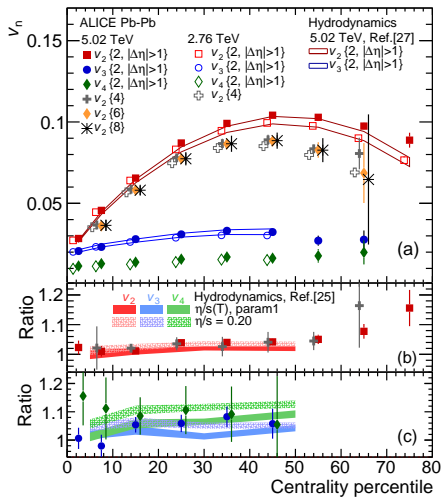 v_n
ALICE Pb-Pb
5.02 TeV
v_2{2, |Δη|>1}
v_3{2, |Δη|>1}
v_4{2, |Δη|>1}
v_2{4}
v_2{6}
v_2{8}
2.76 TeV
v_2{2, |Δη|>1}
v_3{2, |Δη|>1}
v_4{2, |Δη|>1}
v_2{4}
Hydrodynamics
5.02 TeV, Ref.[27]
v_2{2, |Δη|>1}
v_3{2, |Δη|>1}
0.15
0.1
0.05
(a)
Ratio
1.2
1.1
1
v_2 v_3 v_4 Hydrodynamics, Ref.[25]
η/s(T), param1
η/s = 0.20
(b)
Ratio
1.2
1.1
1
(c)
0 10 20 30 40 50 60 70 80
Centrality percentile